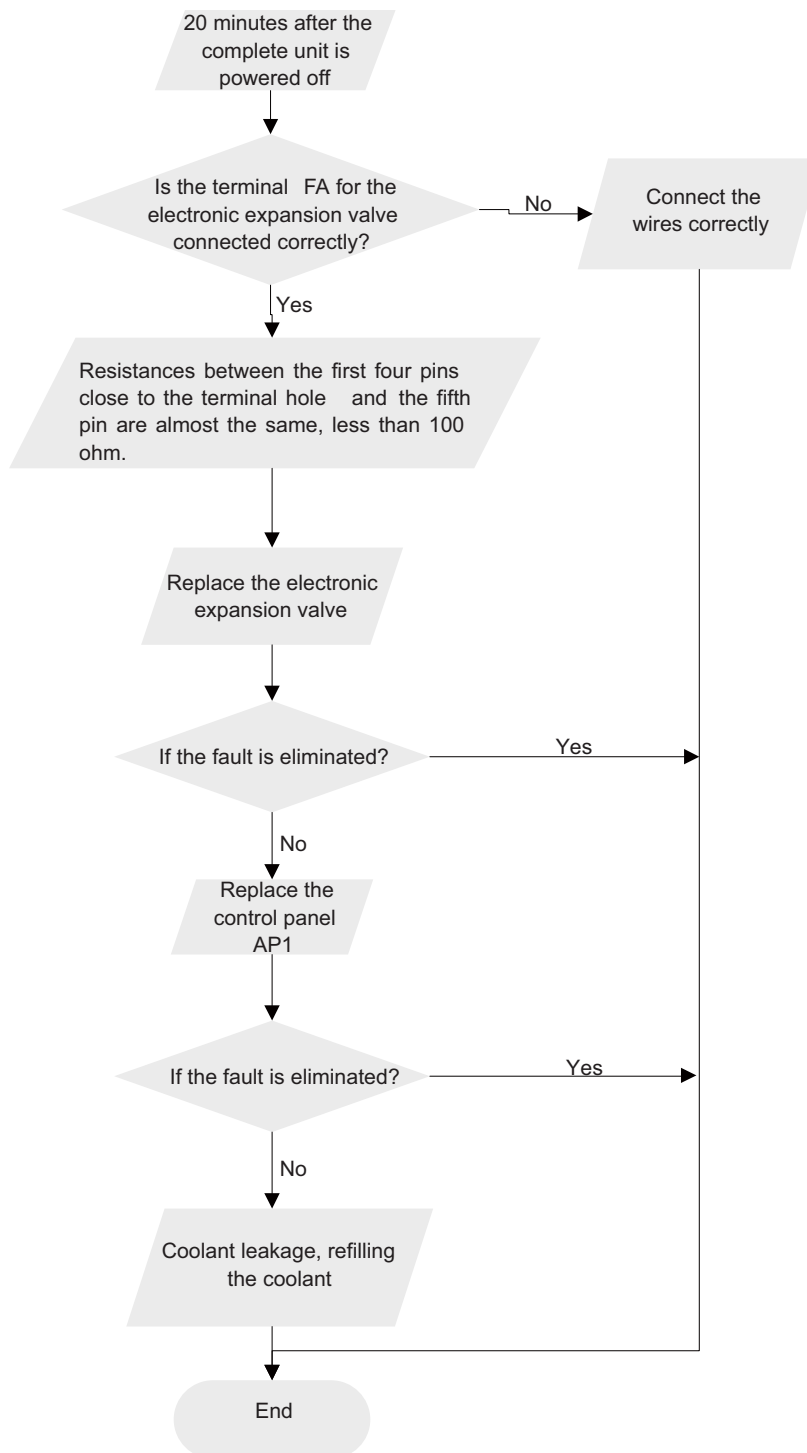 20 minutes after the
complete unit is
powered off
Is the terminal FA for the
electronic expansion valve
connected correctly?
No
Connect the
wires correctly
Yes
Resistances between the first four pins
close to the terminal hole and the fifth
pin are almost the same, less than 100
ohm.
Replace the electronic
expansion valve
If the fault is eliminated?
Yes
No
Replace the
control panel
AP1
If the fault is eliminated?
Yes
No
Coolant leakage, refilling
the coolant
End